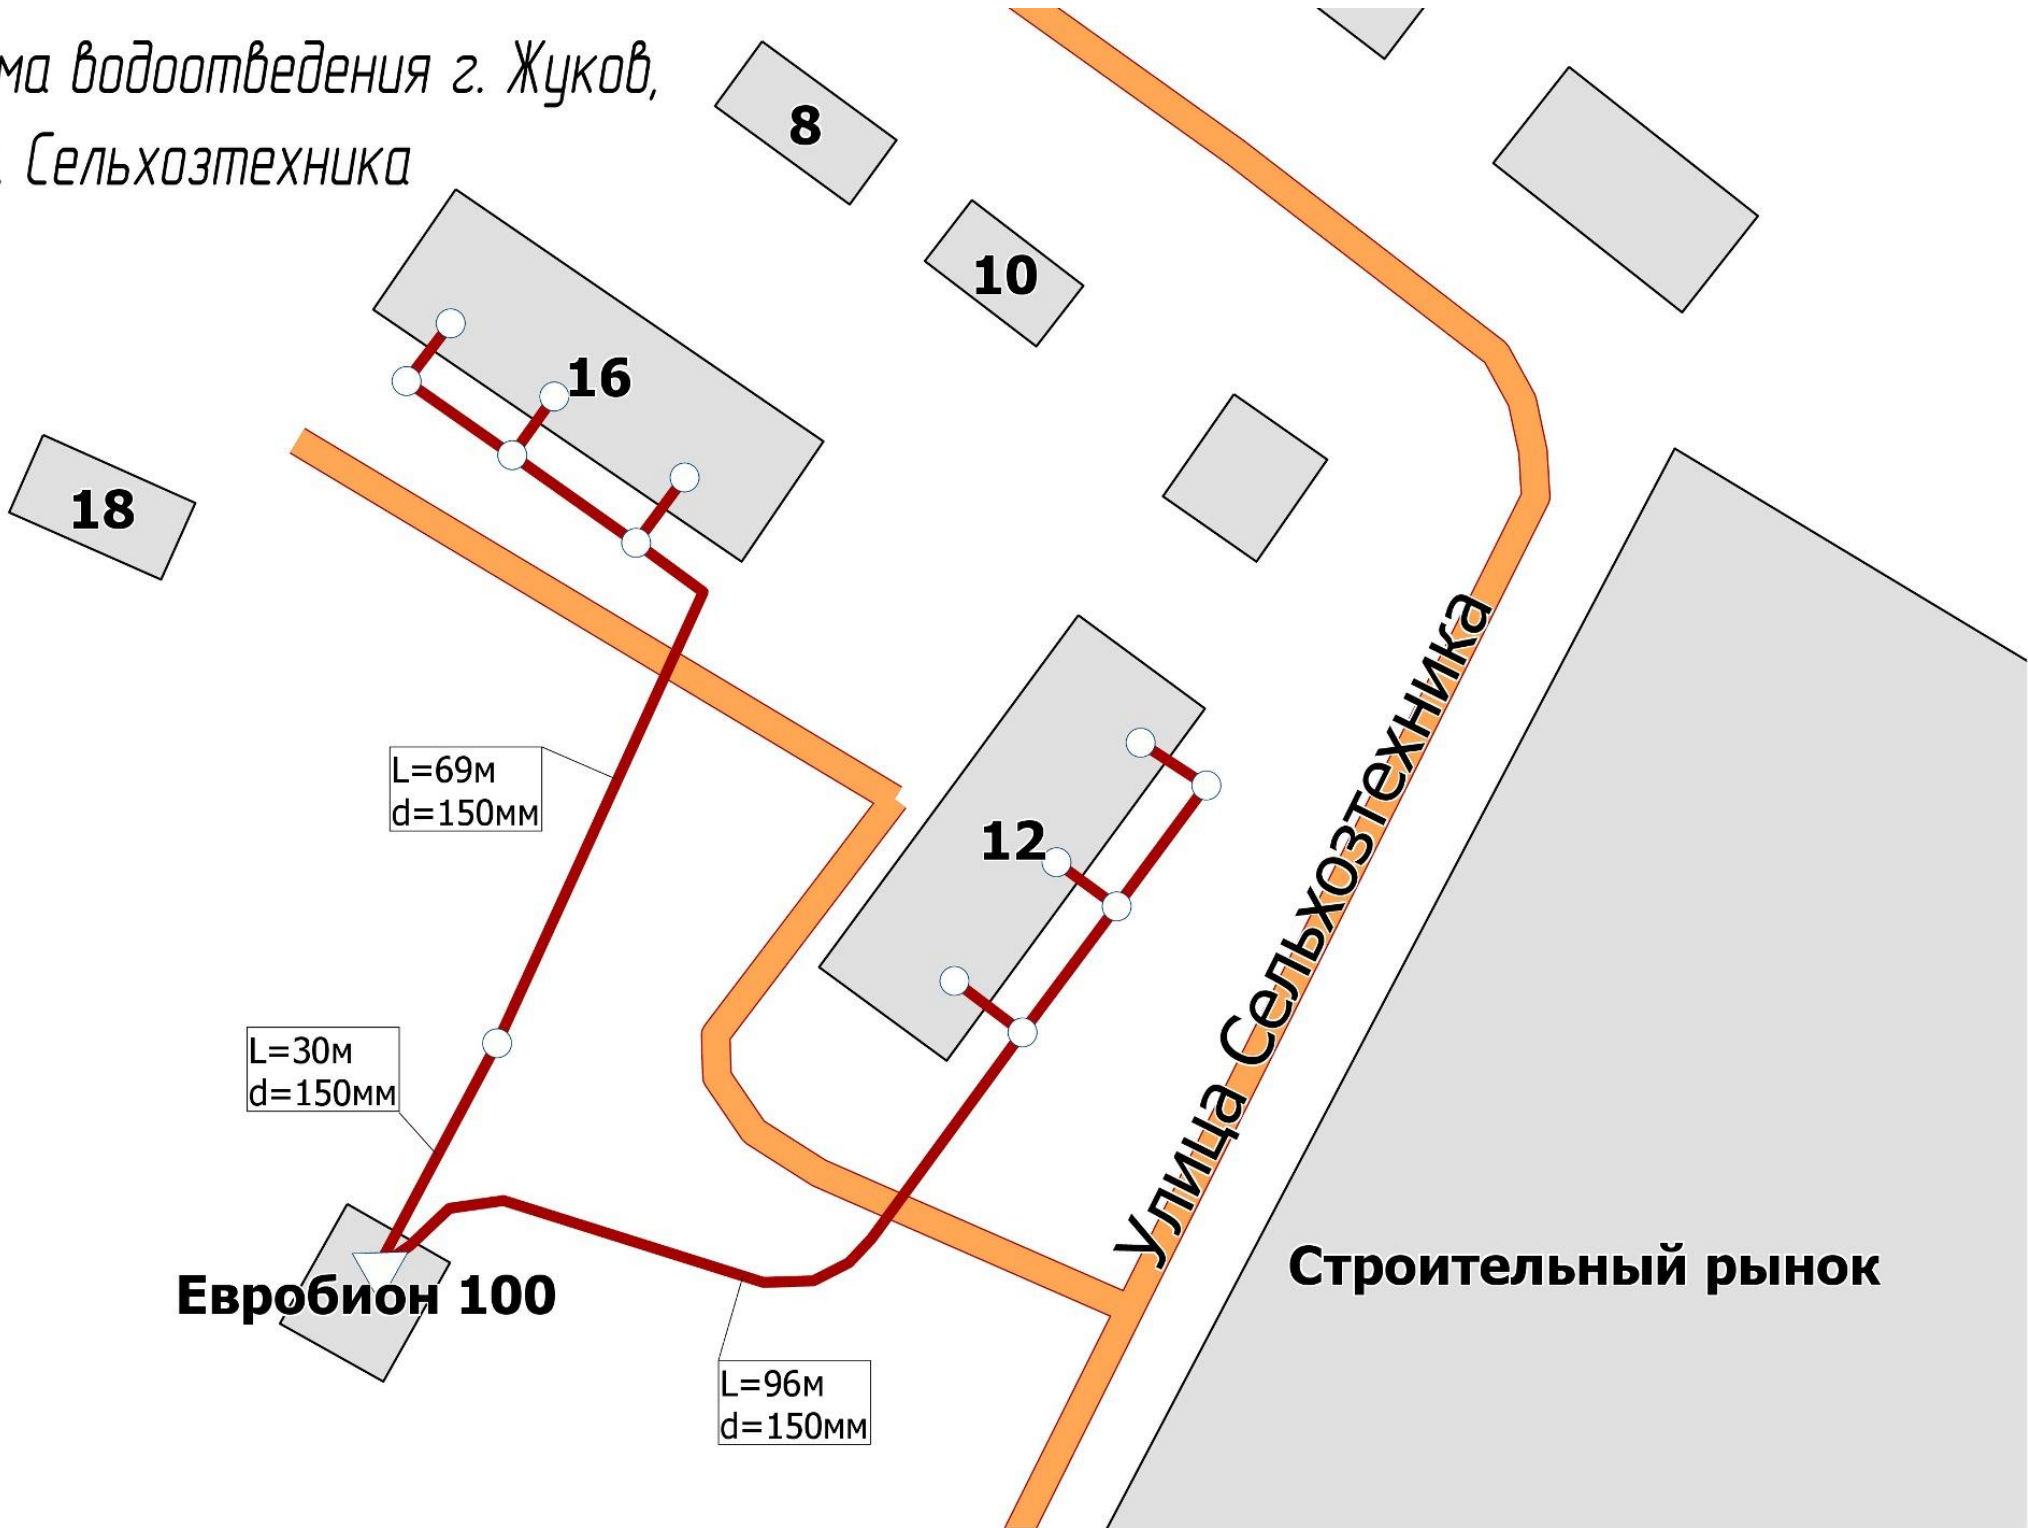 ма водоотведения г. Жуков,
. Сельхозтехника
8
10
16
18
L=69м
d=150мм
12
Улица Сельхозтехника
L=30м
d=150мм
Евробион 100
Строительный рынок
L=96м
d=150мм